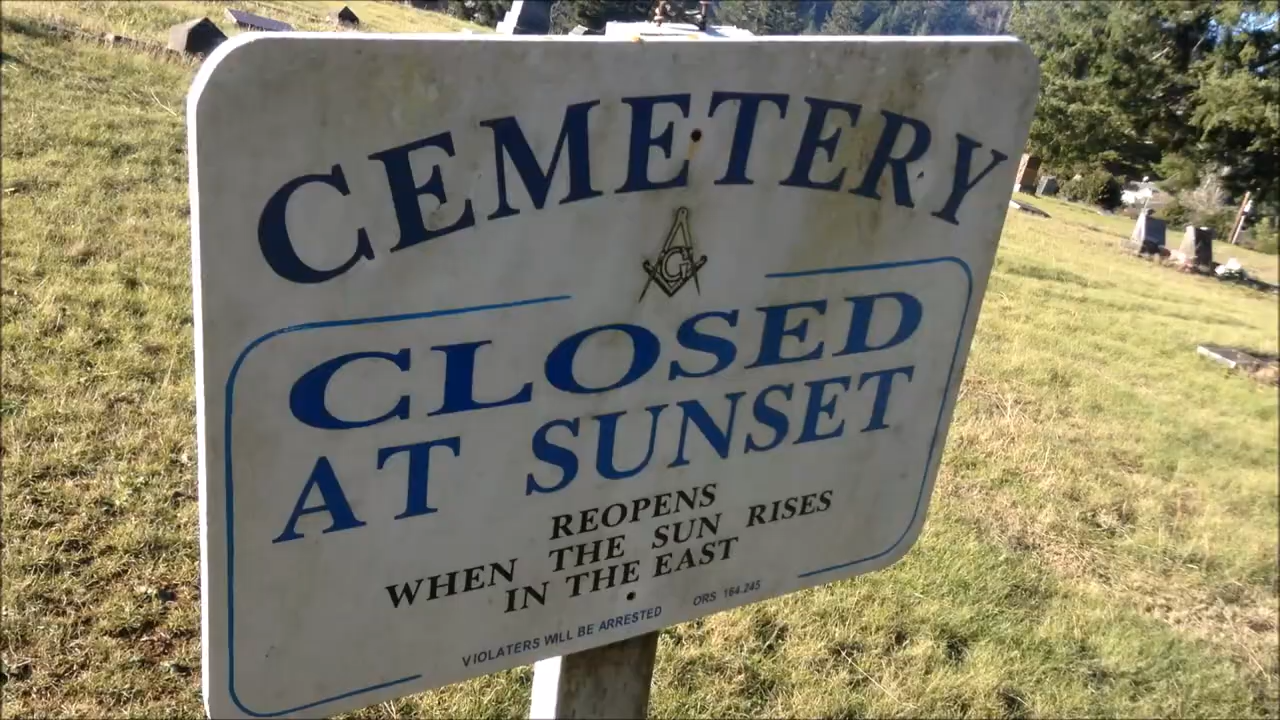 CEMETERY
G
CLOSED
AT SUNSET
REOPENS
WHEN THE SUN RISES
IN THE EAST
VIOLATERS WILL BE ARRESTED ORS 164.245